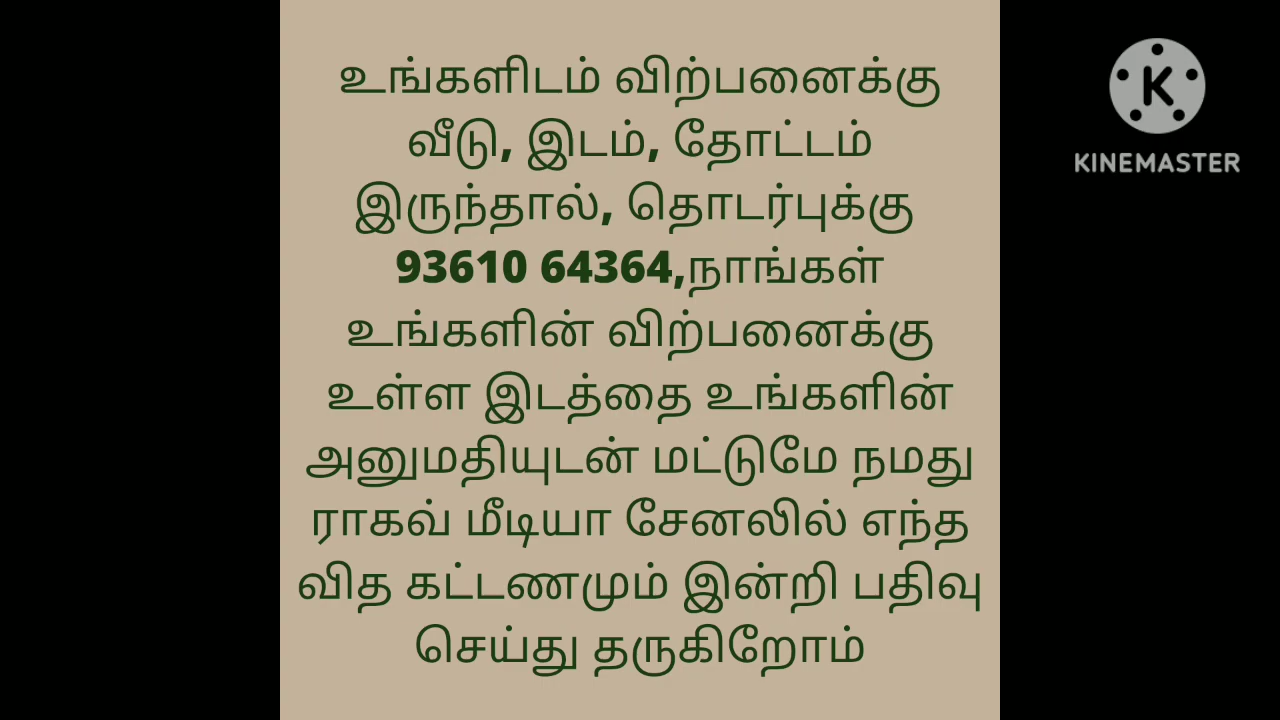 உங்களிடம் விற்பனைக்கு
வீடு, இடம், தோட்டம்
இருந்தால், தொடர்புக்கு
93610 64364,நாங்கள்
உங்களின் விற்பனைக்கு
உள்ள இடத்தை உங்களின்
அனுமதியுடன் மட்டுமே நமது
ராகவ் மீடியா சேனலில் எந்த
வித கட்டணமும் இன்றி பதிவு
செய்து தருகிறோம்
K
KINEMASTER